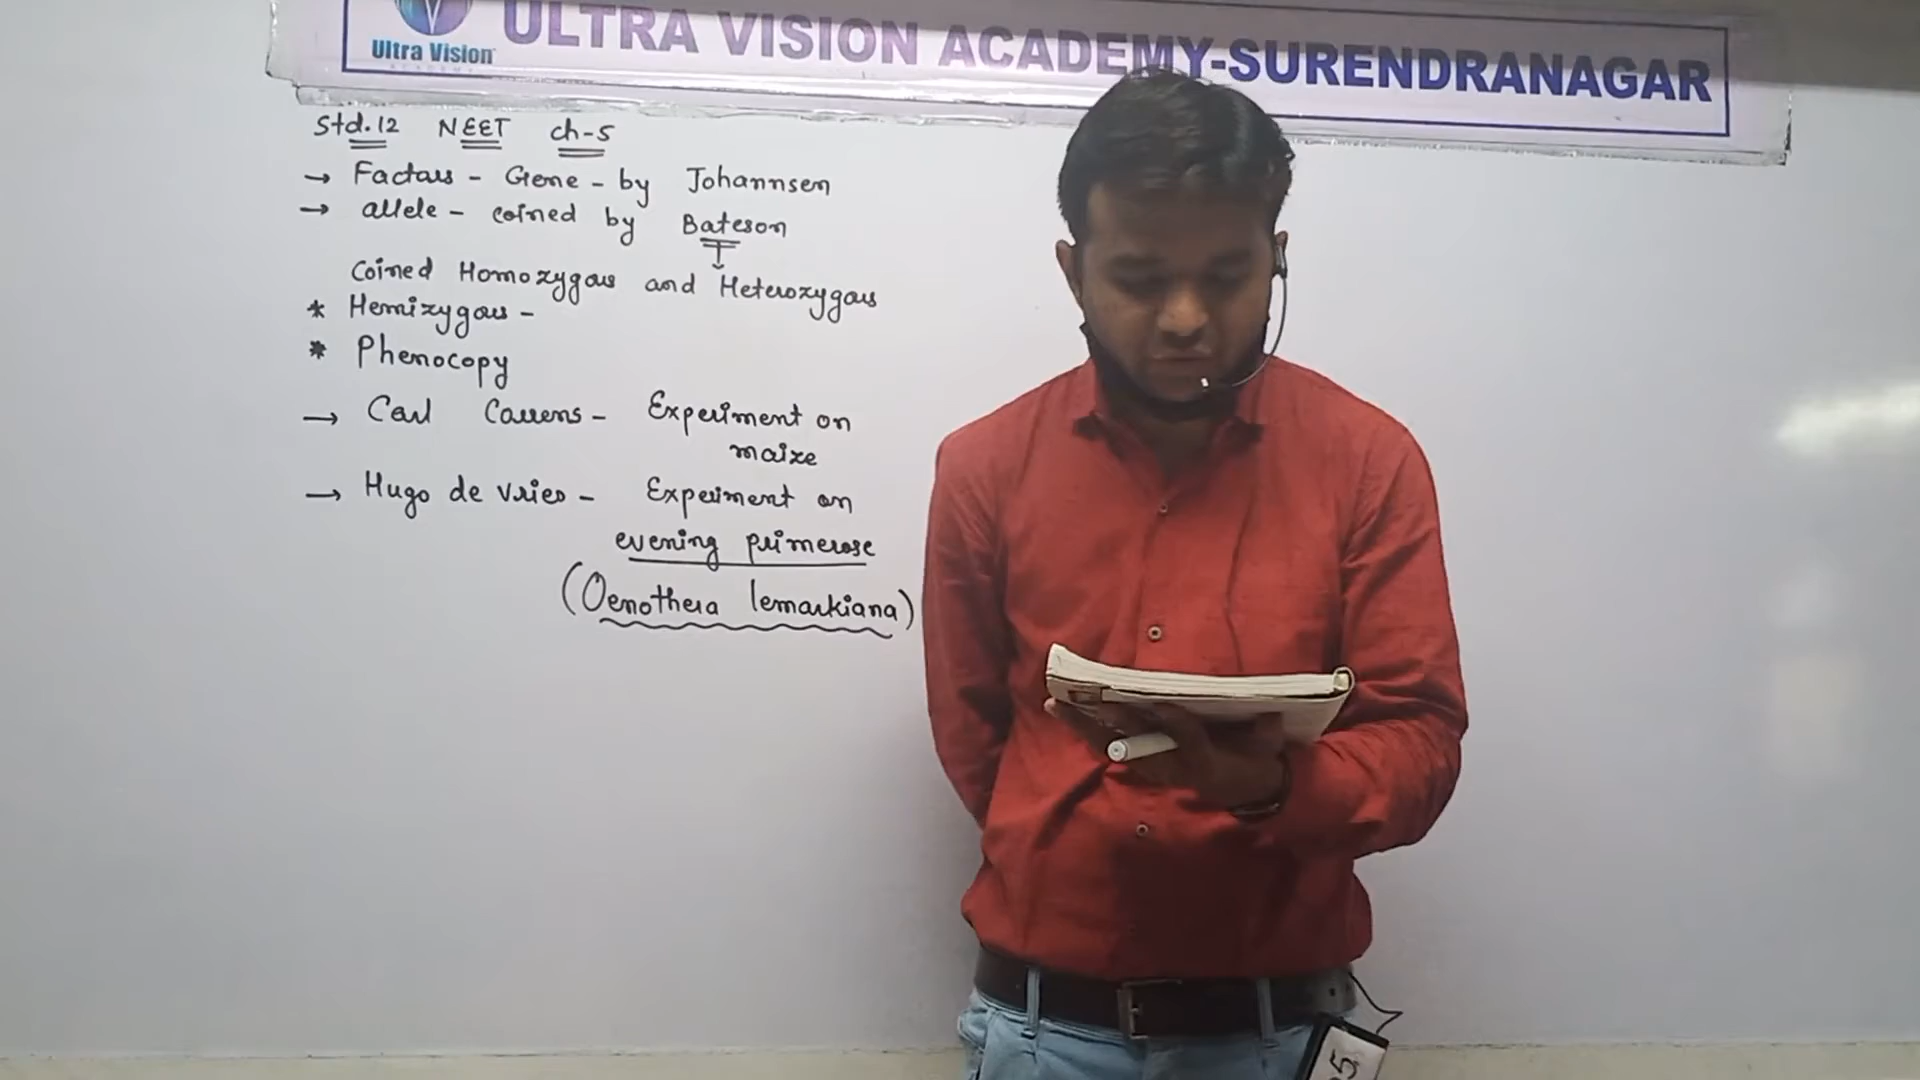 ULTRA VISION ACADEMY-SURENDRANAGAR
Ultra Vision
ACADEMY
Std.12 NEET ch-5
→ Factors - Gene - by Johannsen
→ allele - coined by Bateson
coined Homozygous and Heterozygous
* Hemizygous -
* Phenocopy
→ Carl Correns - Experiment on
maize
→ Hugo de Vries - Experiment on
evening primerose
(Oenothera lemarkiana)